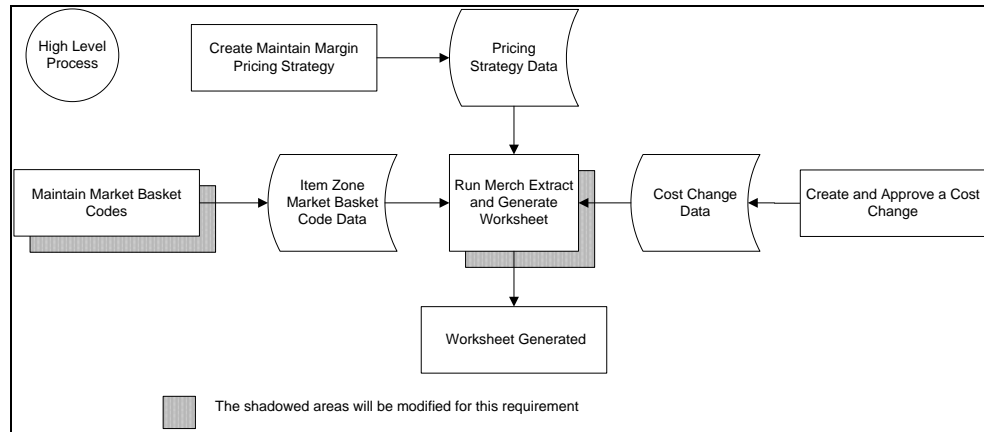 High Level
Process
Create Maintain Margin
Pricing Strategy
Pricing
Strategy Data
Maintain Market Basket
Codes
Item Zone
Market Basket
Code Data
Run Merch Extract
and Generate
Worksheet
Cost Change
Data
Create and Approve a Cost
Change
Worksheet Generated
The shadowed areas will be modified for this requirement